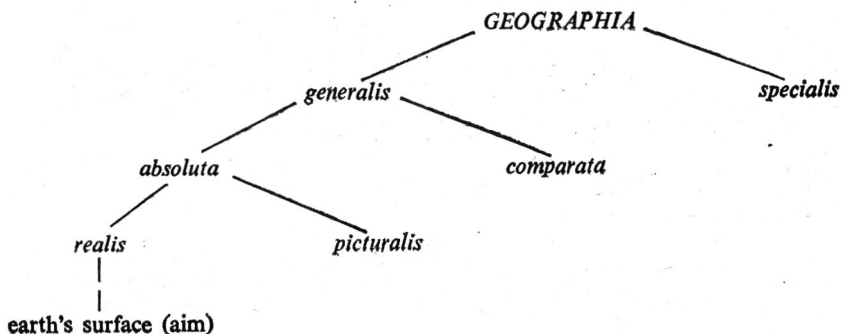 GEOGRAPHIA
generalis
specialis
absoluta
comparata
realis
picturalis
earth's surface (aim)